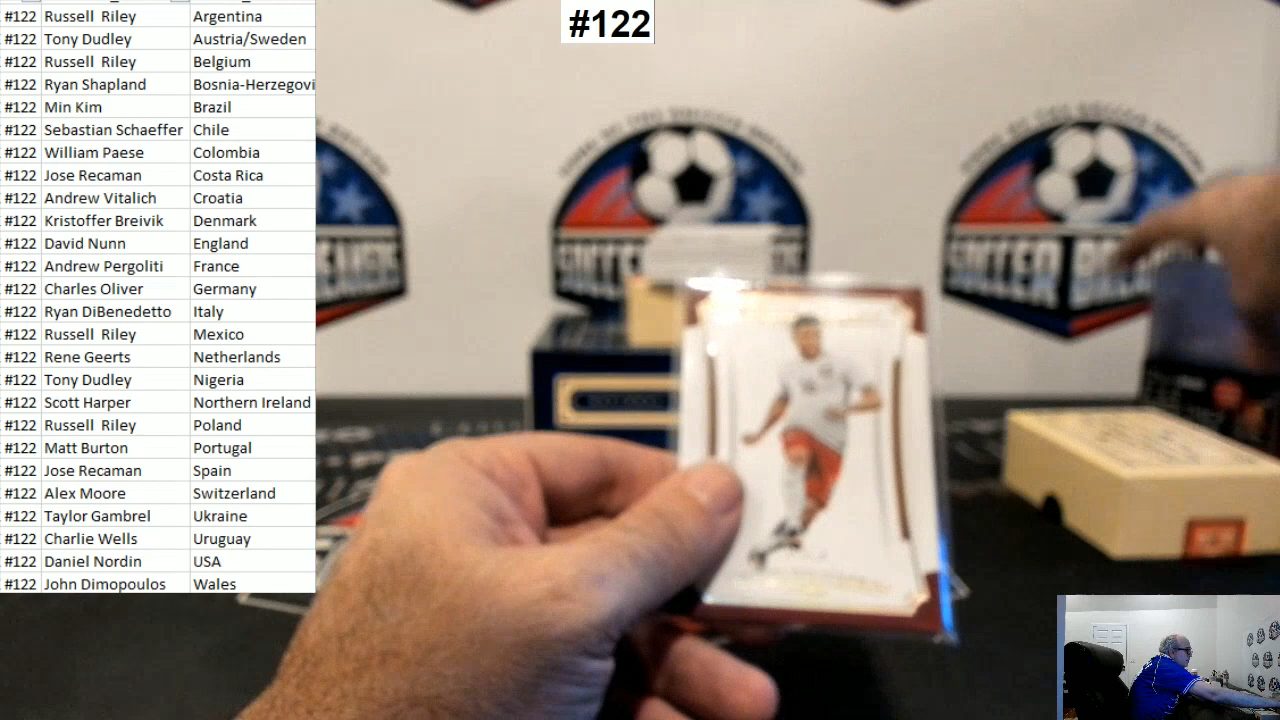 #122
#122 Russell Riley Argentina
#122 Tony Dudley Austria/Sweden
#122 Russell Riley Belgium
#122 Ryan Shapland Bosnia-Herzegovi
#122 Min Kim Brazil
#122 Sebastian Schaeffer Chile
#122 William Paese Colombia
#122 Jose Recaman Costa Rica
#122 Andrew Vitalich Croatia
#122 Kristoffer Breivik Denmark
#122 David Nunn England
#122 Andrew Pergoliti France
#122 Charles Oliver Germany
#122 Ryan DiBenedetto Italy
#122 Russell Riley Mexico
#122 Rene Geerts Netherlands
#122 Tony Dudley Nigeria
#122 Scott Harper Northern Ireland
#122 Russell Riley Poland
#122 Matt Burton Portugal
#122 Jose Recaman Spain
#122 Alex Moore Switzerland
#122 Taylor Gambrel Ukraine
#122 Charlie Wells Uruguay
#122 Daniel Nordin USA
#122 John Dimopoulos Wales